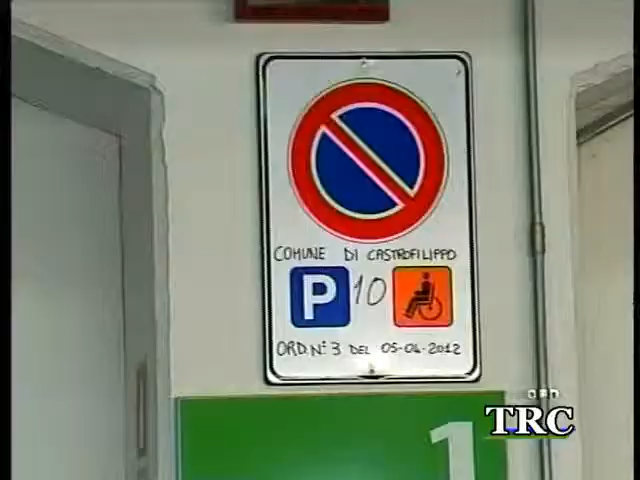 COMUNE DI CASTROFILIPPO
P 10
ORD. N° 3 DEL 05-04-2012
1
TRC